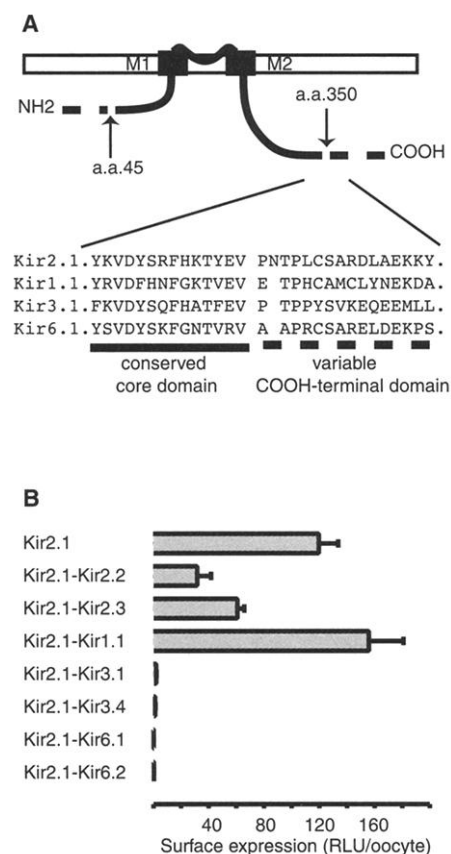 A
M1 M2
NH2
a.a.350
COOH
a.a.45
Kir2.1.YKVDYSRFHKTYEV PNTPLCSARDLAEKKY.
Kir1.1.YRVDFHNFGKTVEV E TPHCAMCLYNEKDA.
Kir3.1.FKVDYSQFHATFEV P TPPYSVKEQEEMLL.
Kir6.1.YSVDYSKFGNTVRV A APRCSARELDEKPS.
conserved variable
core domain COOH-terminal domain
B
Kir2.1
Kir2.1-Kir2.2
Kir2.1-Kir2.3
Kir2.1-Kir1.1
Kir2.1-Kir3.1
Kir2.1-Kir3.4
Kir2.1-Kir6.1
Kir2.1-Kir6.2
40 80 120 160
Surface expression (RLU/oocyte)